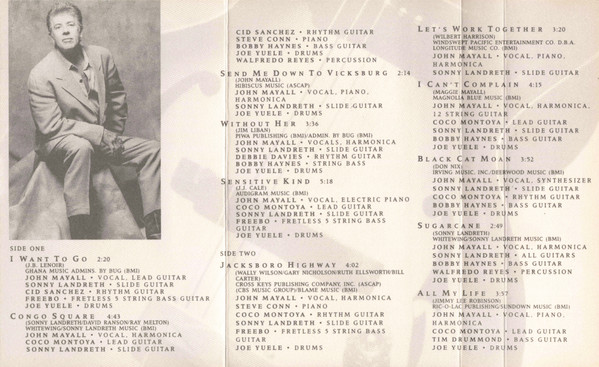 SIDE ONE
I WANT TO GO 2:20
(J.B. LENOIR)
GHANA MUSIC ADMINS. BY BUG (BMI)
JOHN MAYALL • VOCAL, LEAD GUITAR
SONNY LANDRETH • SLIDE GUITAR
CID SANCHEZ • RHYTHM GUITAR
FREEBO • FRETLESS 5 STRING BASS GUITAR
JOE YUELE • DRUMS
CONGO SQUARE 4:43
(SONNY LANDRETH/DAVID RANSON/RAY MELTON)
WHITEWING/SONNY LANDRETH MUSIC (BMI)
JOHN MAYALL • VOCAL, HARMONICA
COCO MONTOYA • LEAD GUITAR
SONNY LANDRETH • SLIDE GUITAR
CID SANCHEZ • RHYTHM GUITAR
STEVE CONN • PIANO
BOBBY HAYNES • BASS GUITAR
JOE YUELE • DRUMS
WALFREDO REYES • PERCUSSION
SEND ME DOWN TO VICKSBURG 2:14
(JOHN MAYALL)
HIBISCUS MUSIC (ASCAP)
JOHN MAYALL • VOCAL, PIANO,
HARMONICA
SONNY LANDRETH • SLIDE GUITAR
JOE YUELE • DRUMS
WITHOUT HER 3:36
(JIM LIBAN)
PIWA PUBLISHING (BMI)/ADMIN. BY BUG (BMI)
JOHN MAYALL • VOCALS, HARMONICA
SONNY LANDRETH • SLIDE GUITAR
DEBBIE DAVIES • RHYTHM GUITAR
BOBBY HAYNES • STRING BASS
JOE YUELE • DRUMS
SENSITIVE KIND 5:18
(J.J. CALE)
AUDIGRAM MUSIC (BMI)
JOHN MAYALL • VOCAL, ELECTRIC PIANO
COCO MONTOYA • LEAD GUITAR
SONNY LANDRETH • SLIDE GUITAR
FREEBO • FRETLESS 5 STRING BASS GUITAR
JOE YUELE • DRUMS
SIDE TWO
JACKSBORO HIGHWAY 4:02
(WALLY WILSON/GARY NICHOLSON/RUTH ELLSWORTH/BILL
CARTER)
CROSS KEYS PUBLISHING COMPANY, INC. (ASCAP)
(CBS MUSIC GROUP)/BLAME MUSIC (BMI)
JOHN MAYALL • VOCAL, HARMONICA
STEVE CONN • PIANO
COCO MONTOYA • RHYTHM GUITAR
SONNY LANDRETH • SLIDE GUITAR
FREEBO • FRETLESS 5 STRING BASS
GUITAR
JOE YUELE • DRUMS
LET'S WORK TOGETHER 3:20
(WILBERT HARRISON)
WINDSWEPT PACIFIC ENTERTAINMENT CO. D.B.A.
LONGITUDE MUSIC CO. (BMI)
JOHN MAYALL • VOCAL, PIANO
SONNY LANDRETH • SLIDE GUITAR
I CAN'T COMPLAIN 4:15
(MAGGIE MAYALL)
MAGNOLIA BLUE MUSIC (BMI)
JOHN MAYALL • VOCAL, HARMONICA,
12 STRING GUITAR
COCO MONTOYA • LEAD GUITAR
SONNY LANDRETH • SLIDE GUITAR
BOBBY HAYNES • BASS GUITAR
JOE YUELE • DRUMS
BLACK CAT MOAN 3:52
(DON NIX)
IRVING MUSIC, INC./DEERWOOD MUSIC (BMI)
JOHN MAYALL • VOCAL, SYNTHESIZER
SONNY LANDRETH • SLIDE GUITAR
COCO MONTOYA • RHYTHM GUITAR
BOBBY HAYNES • BASS GUITAR
JOE YUELE • DRUMS
SUGARCANE 2:49
(SONNY LANDRETH)
WHITEWING/SONNY LANDRETH MUSIC (BMI)
JOHN MAYALL • VOCAL, HARMONICA
SONNY LANDRETH • ALL GUITARS
BOBBY HAYNES • BASS GUITAR
WALFREDO REYES • PERCUSSION
JOE YUELE • DRUMS
ALL MY LIFE 3:57
(JIMMY LEE ROBINSON)
RIC-O-LAC PUBLISHING/SUNDOWN MUSIC (BMI)
JOHN MAYALL • VOCAL, PIANO,
HARMONICA
COCO MONTOYA • LEAD GUITAR
TIM DRUMMOND • BASS GUITAR
JOE YUELE • DRUMS